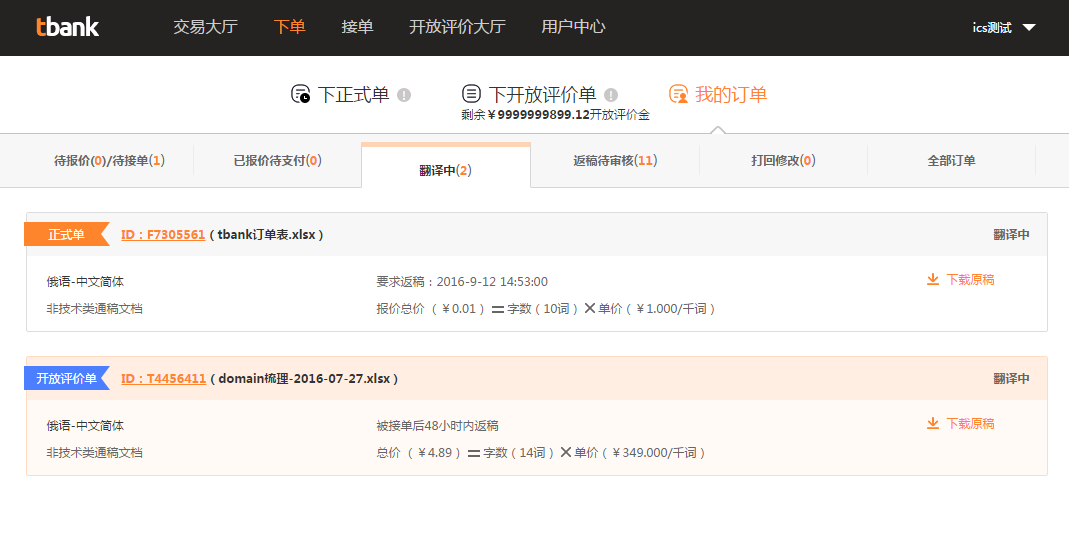 tbank 交易大厅 下单 接单 开放评价大厅 用户中心 ics测试
下正式单 下开放评价单 我的订单
剩余￥9999999899.12开放评价金
待报价(0)/待接单(1) 已报价待支付(0) 翻译中(2) 返稿待审核(11) 打回修改(0) 全部订单
正式单 ID：F7305561（tbank订单表.xlsx） 翻译中
俄语-中文简体 要求返稿：2016-9-12 14:53:00 下载原稿
非技术类通稿文档 报价总价（￥0.01）＝字数（10词）×单价（￥1.000/千词）
开放评价单 ID：T4456411（domain梳理-2016-07-27.xlsx） 翻译中
俄语-中文简体 被接单后48小时内返稿 下载原稿
非技术类通稿文档 总价（￥4.89）＝字数（14词）×单价（￥349.000/千词）